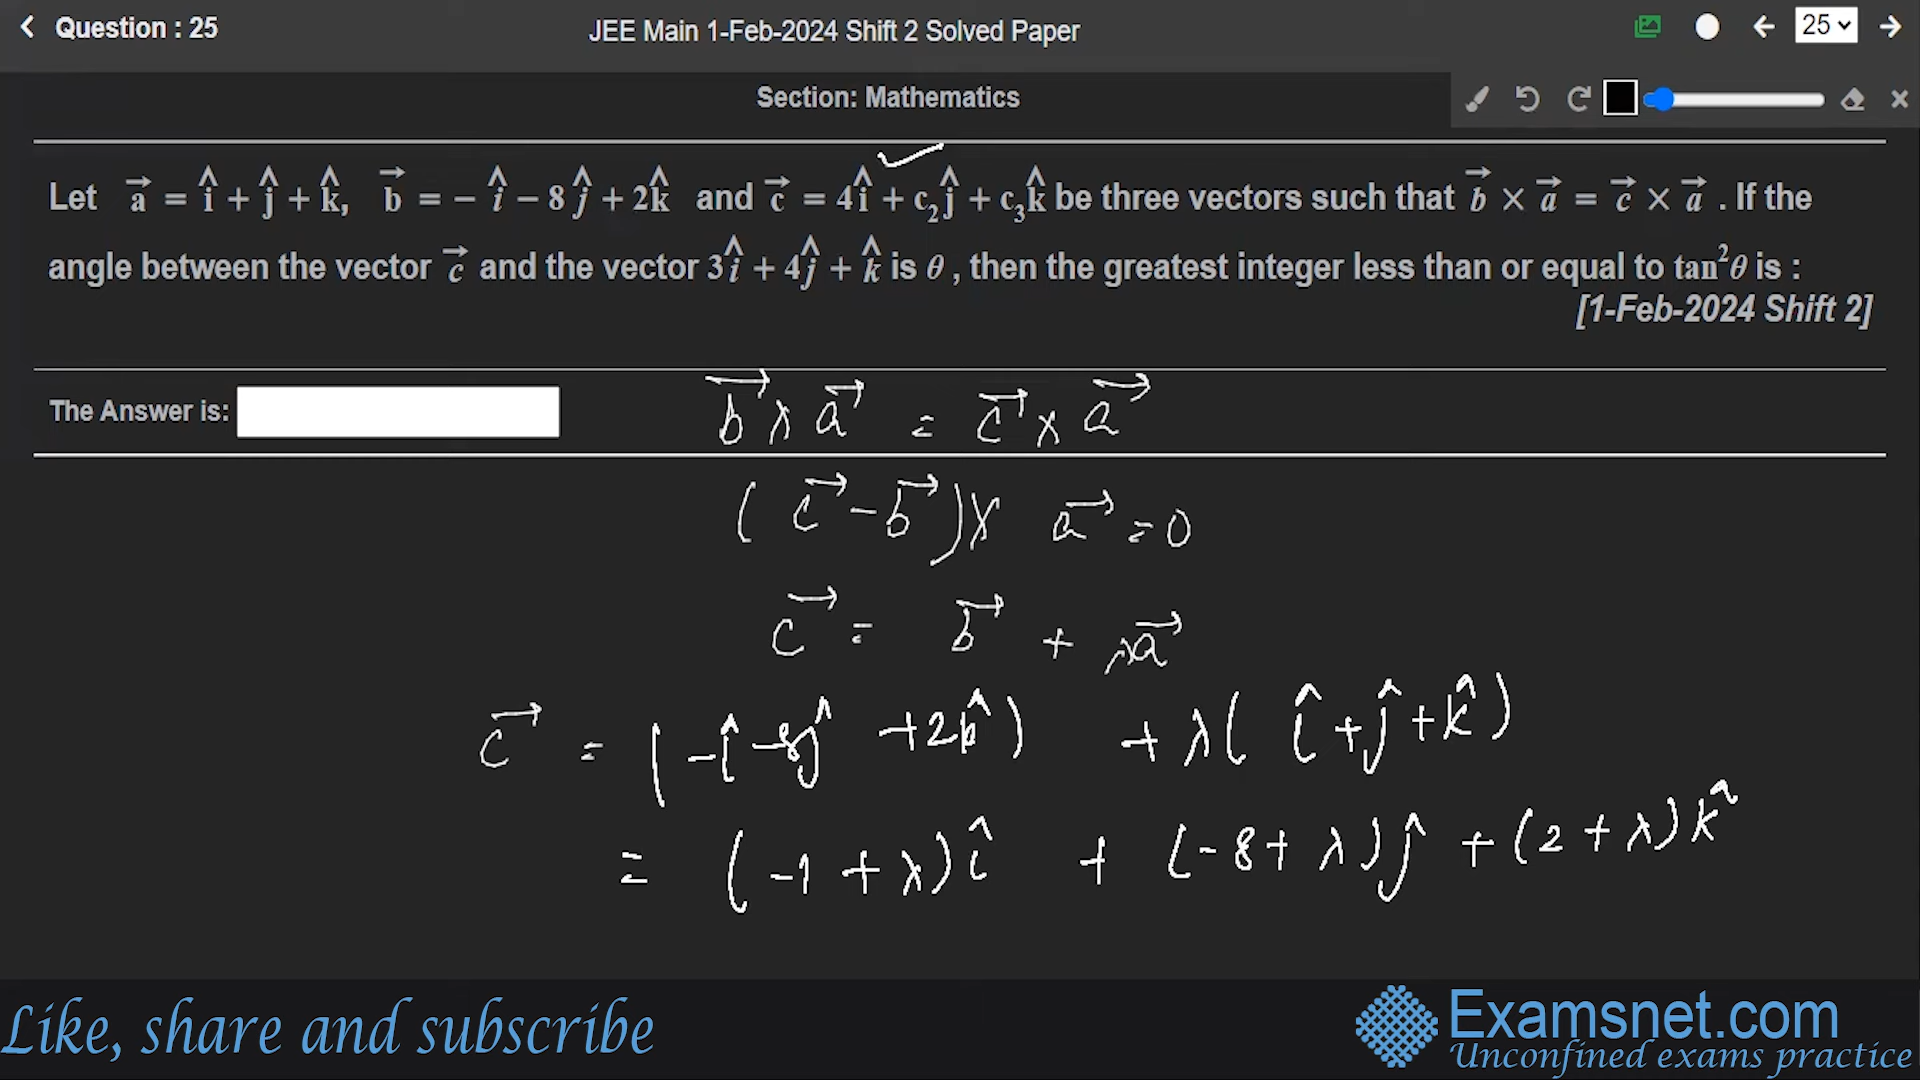 Question : 25
JEE Main 1-Feb-2024 Shift 2 Solved Paper
25
Section: Mathematics
Let a⃗ = î + ĵ + k̂, b⃗ = − î − 8ĵ + 2k̂ and c⃗ = 4î + c₂ĵ + c₃k̂ be three vectors such that b⃗ × a⃗ = c⃗ × a⃗ . If the
angle between the vector c⃗ and the vector 3î + 4ĵ + k̂ is θ , then the greatest integer less than or equal to tan²θ is :
[1-Feb-2024 Shift 2]
The Answer is:
b⃗ × a⃗ = c⃗ × a⃗
( c⃗ − b⃗ ) × a⃗ = 0
c⃗ = b⃗ + λa⃗
c⃗ = ( −î −8ĵ +2k̂ ) + λ( î + ĵ + k̂ )
= ( −1 + λ) î + ( −8 + λ ) ĵ + ( 2 + λ ) k̂
Like, share and subscribe
Examsnet.com
Unconfined exams practice